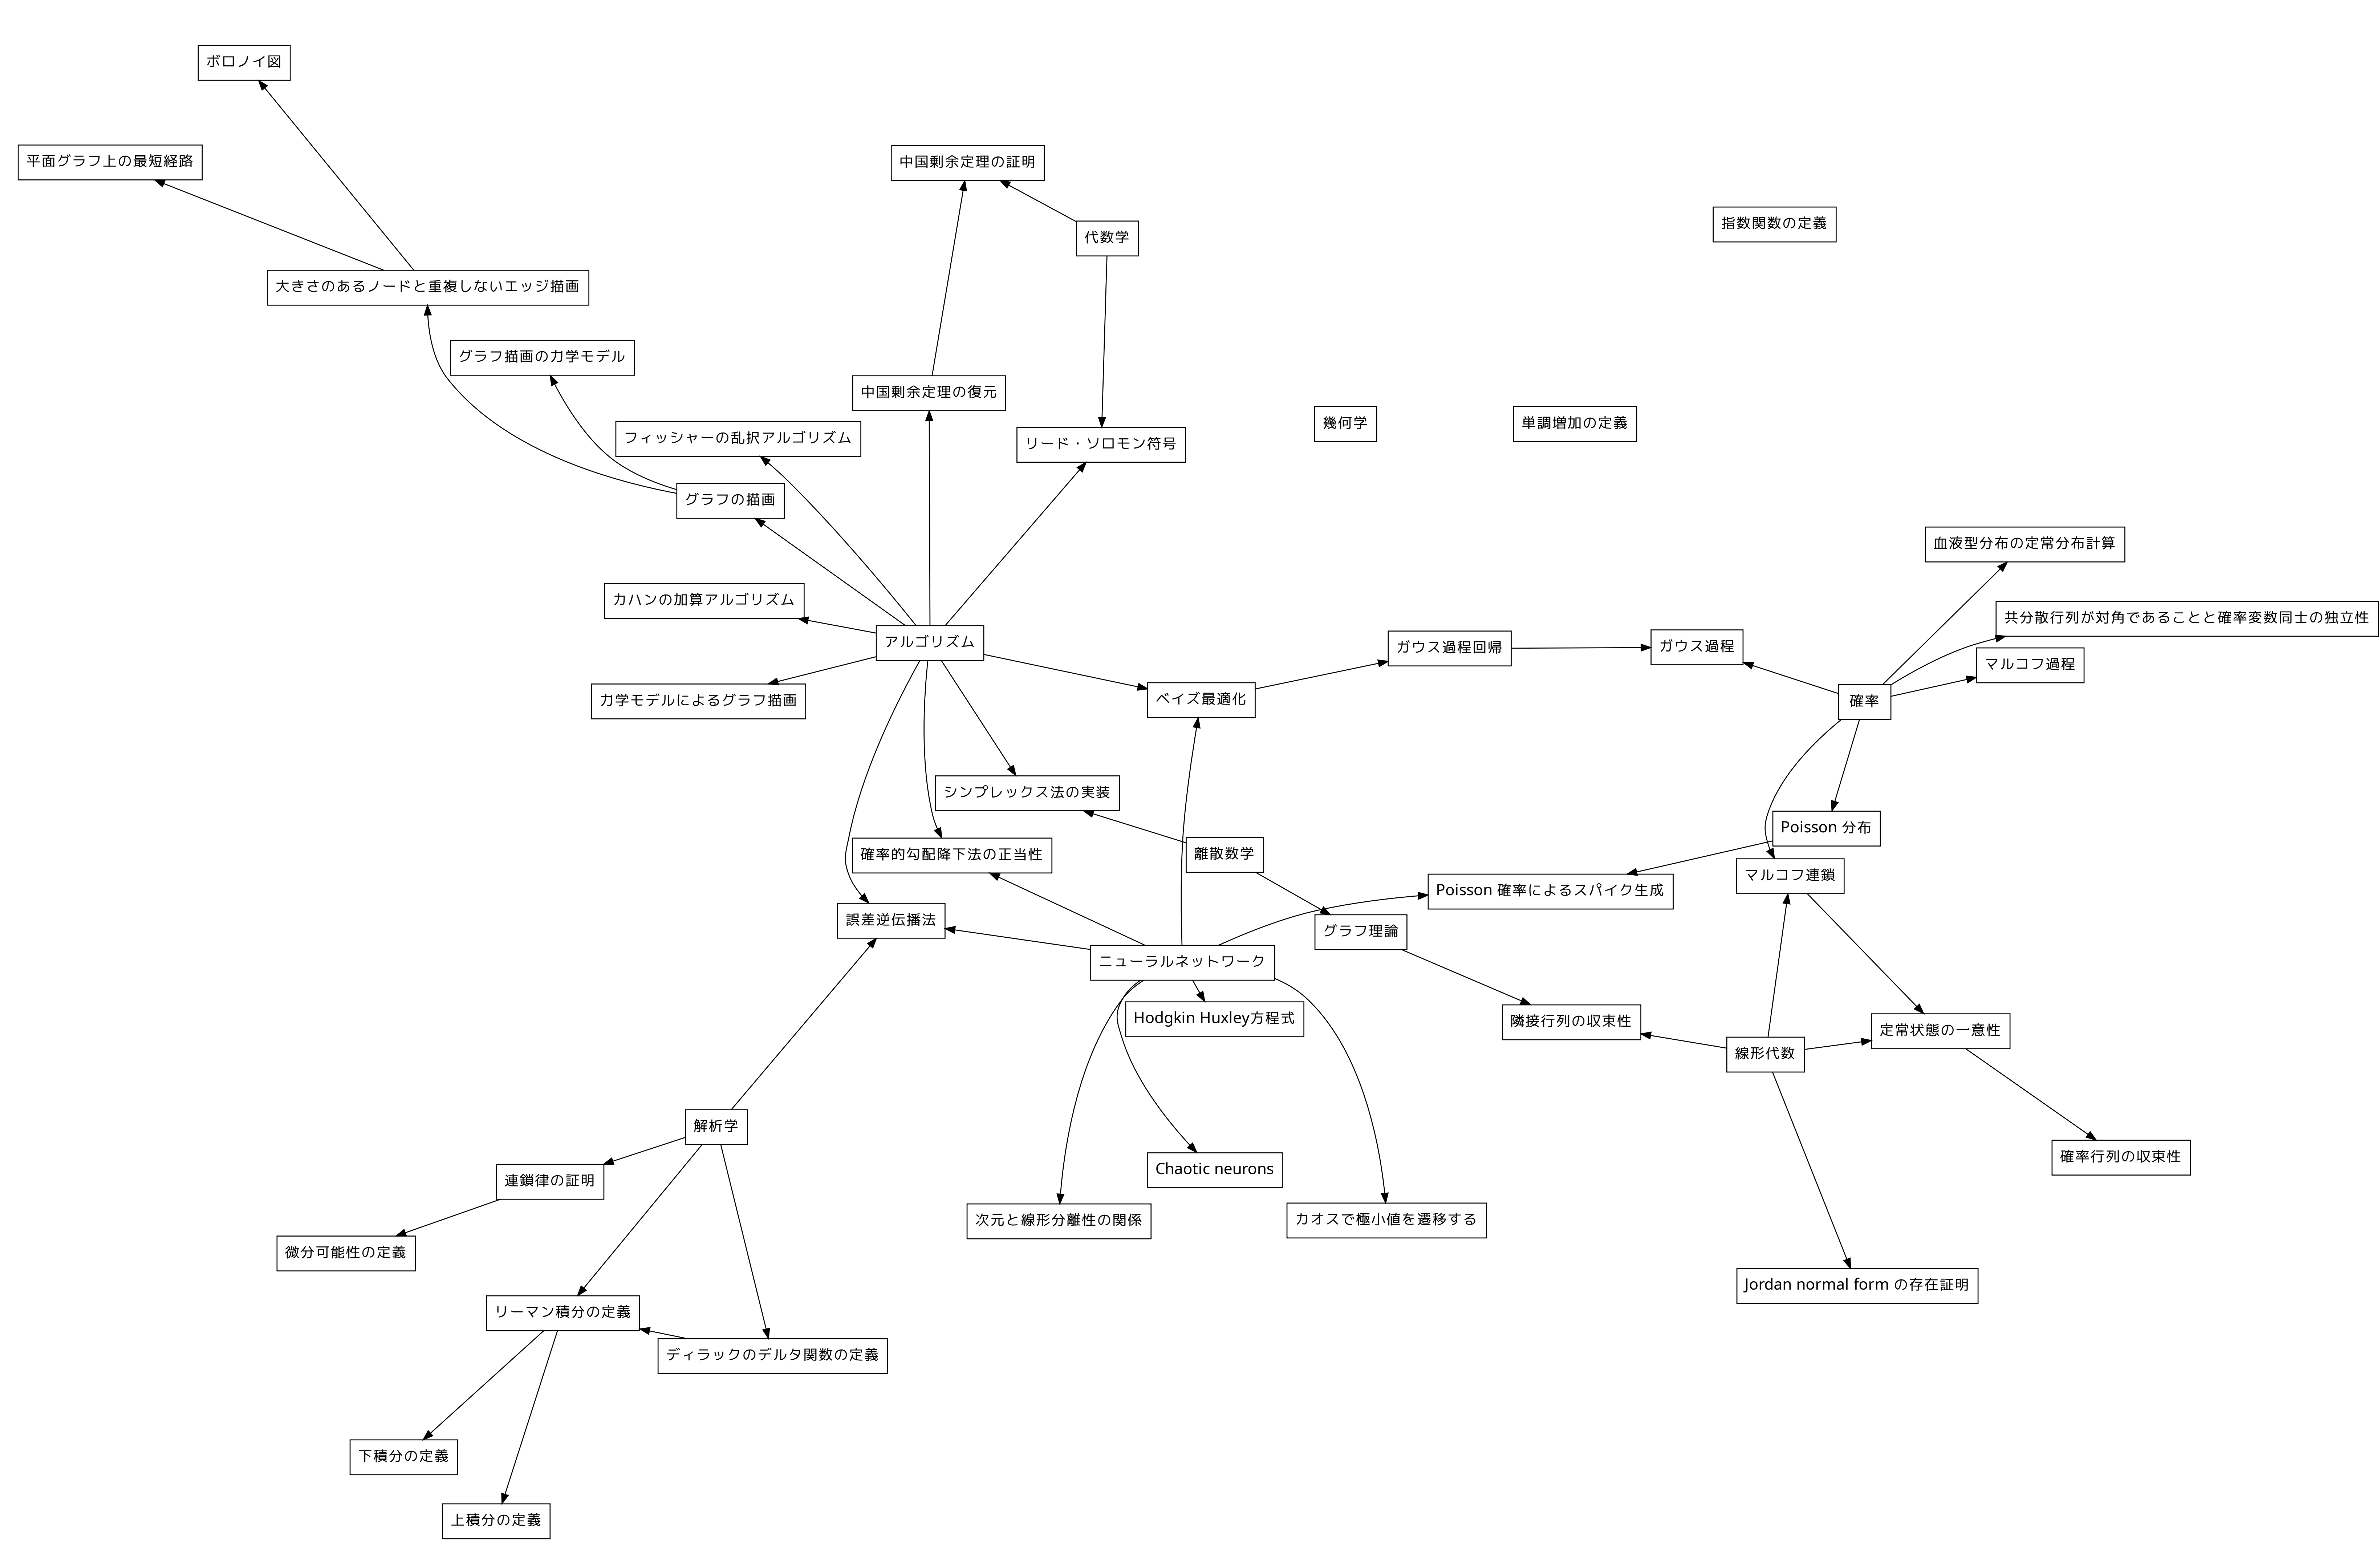 ボロノイ図
平面グラフ上の最短経路
中国剰余定理の証明
指数関数の定義
代数学
大きさのあるノードと重複しないエッジ描画
グラフ描画の力学モデル
中国剰余定理の復元
幾何学
単調増加の定義
フィッシャーの乱択アルゴリズム
リード・ソロモン符号
グラフの描画
血液型分布の定常分布計算
カハンの加算アルゴリズム
共分散行列が対角であることと確率変数同士の独立性
アルゴリズム
ガウス過程回帰
ガウス過程
マルコフ過程
力学モデルによるグラフ描画
ベイズ最適化
確率
シンプレックス法の実装
Poisson 分布
確率的勾配降下法の正当性
離散数学
マルコフ連鎖
Poisson 確率によるスパイク生成
誤差逆伝播法
グラフ理論
ニューラルネットワーク
Hodgkin Huxley方程式
隣接行列の収束性
定常状態の一意性
線形代数
解析学
確率行列の収束性
Chaotic neurons
連鎖律の証明
次元と線形分離性の関係
カオスで極小値を遷移する
微分可能性の定義
Jordan normal form の存在証明
リーマン積分の定義
ディラックのデルタ関数の定義
下積分の定義
上積分の定義